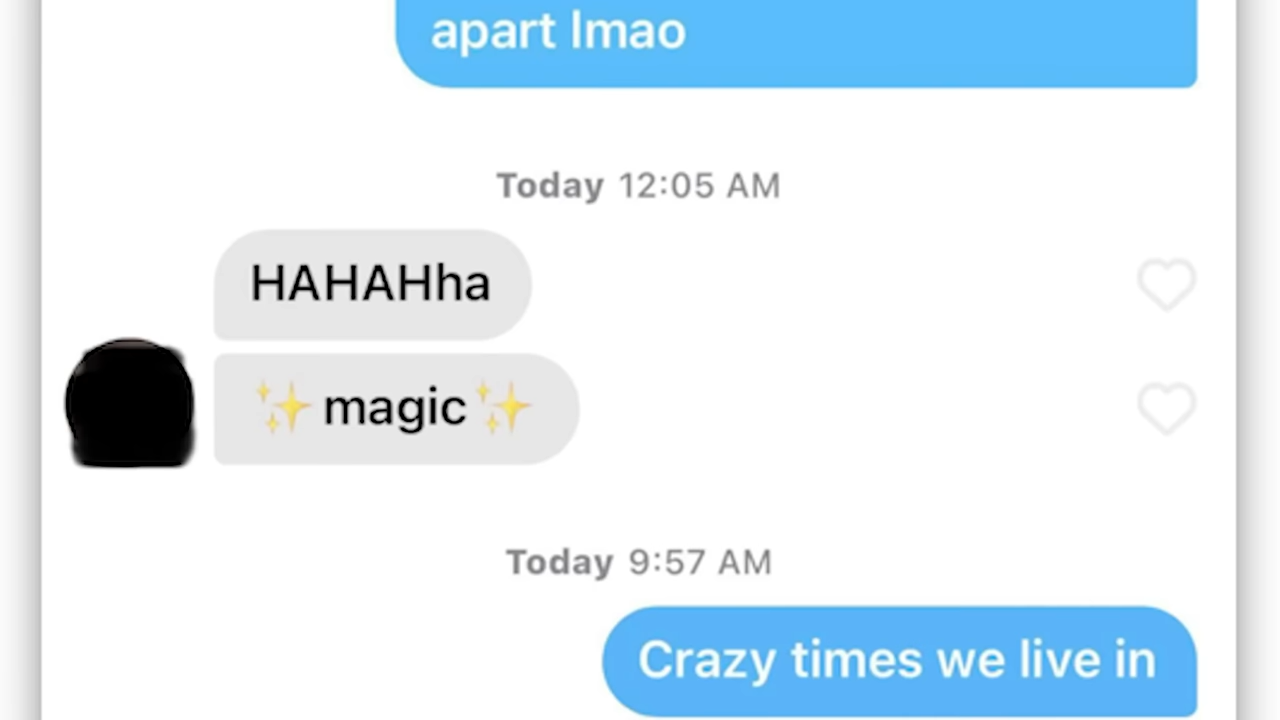 apart lmao
Today 12:05 AM
HAHAHha
✨ magic ✨
Today 9:57 AM
Crazy times we live in